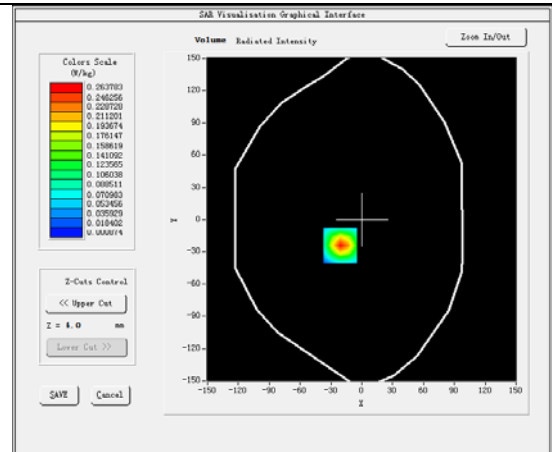 SAR Visualisation Graphical Interface
Volume Radiated Intensity
Zoom In/Out
Colors Scale
(W/kg)
0.263783
0.246256
0.228728
0.211201
0.193674
0.176147
0.158619
0.141092
0.123565
0.106038
0.088511
0.070983
0.053456
0.035929
0.018402
0.000874
Z-Cuts Control
<< Upper Cut
Z = 4.0 mm
Lower Cut >>
SAVE
Cancel
150
120
90
60
30
0
-30
-60
-90
-120
-150
Y
-150 -120 -90 -60 -30 0 30 60 90 120 150
X